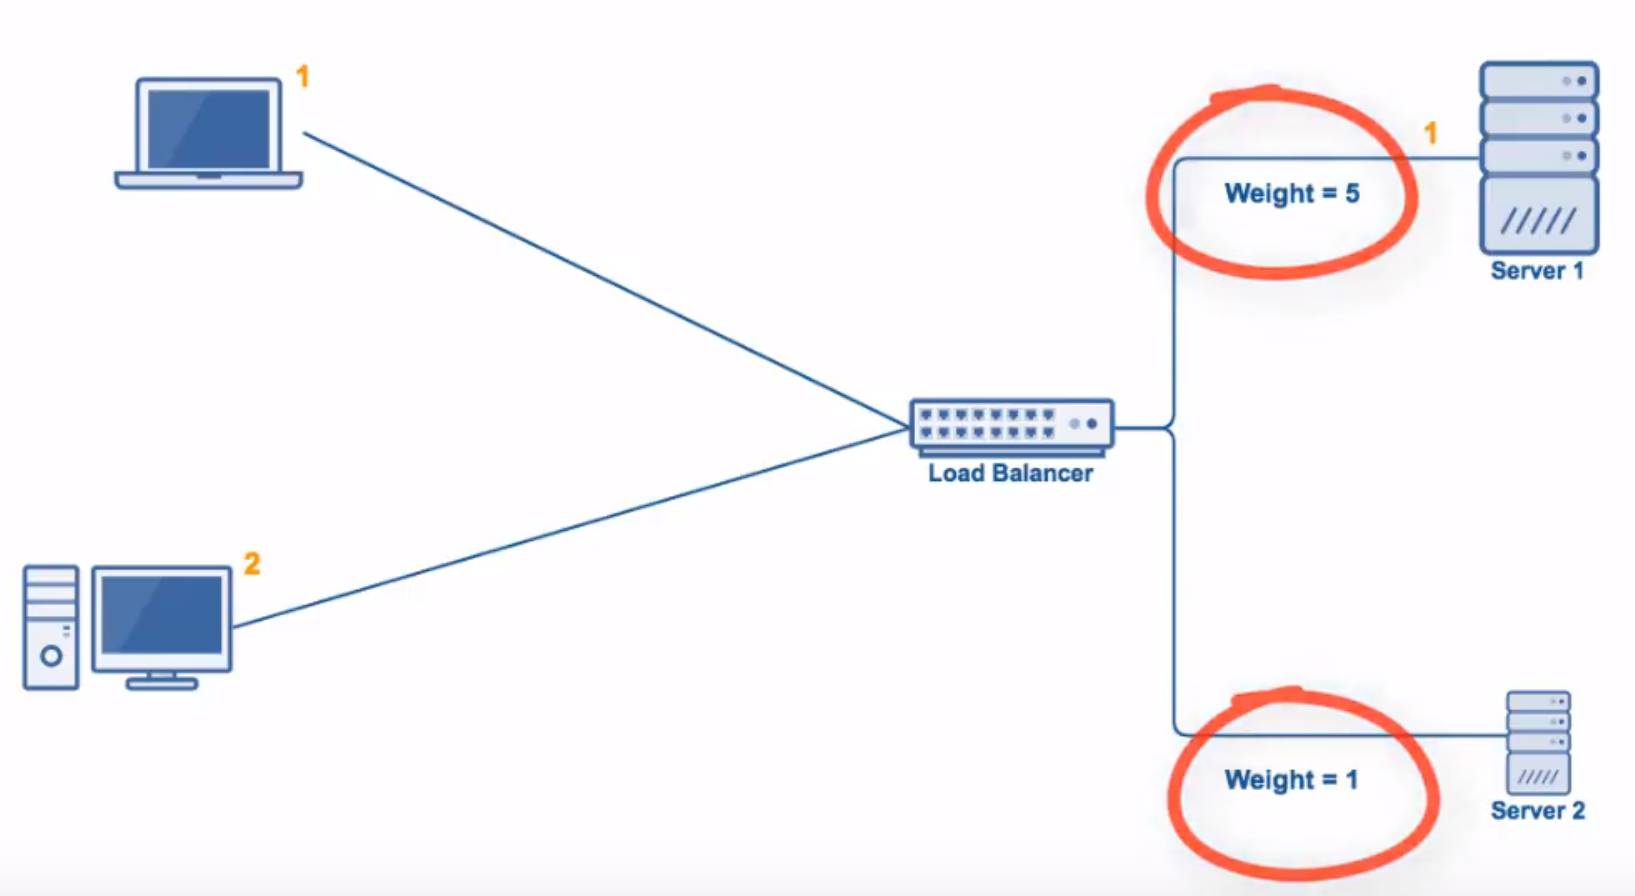 1
1
Weight = 5
Server 1
Load Balancer
2
Weight = 1
Server 2